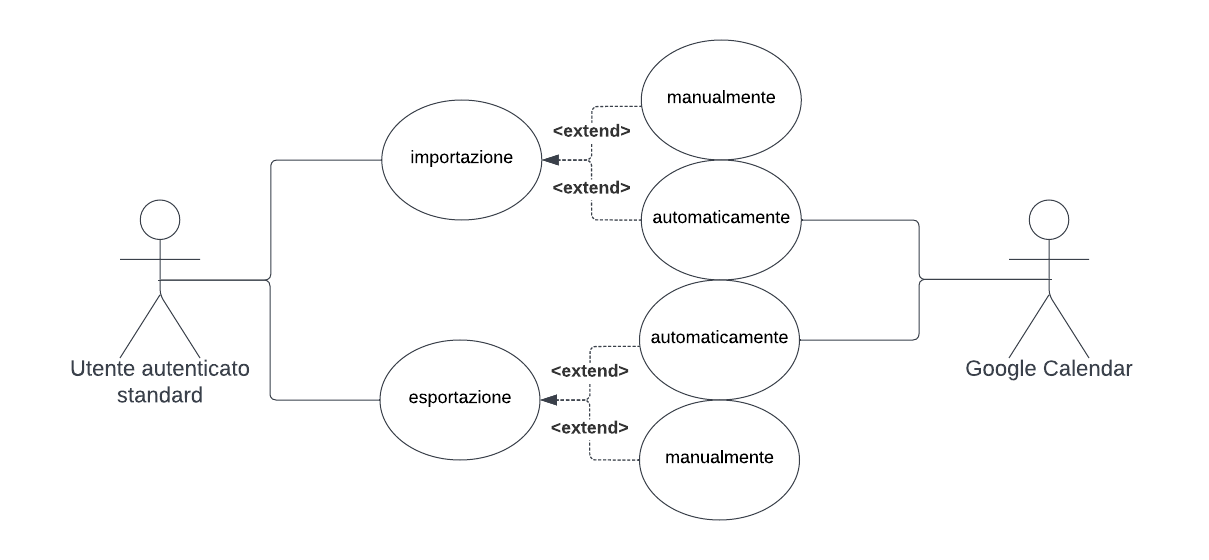 manualmente
<extend>
importazione
<extend>
automaticamente
automaticamente
<extend>
esportazione
<extend>
manualmente
Utente autenticato
standard
Google Calendar